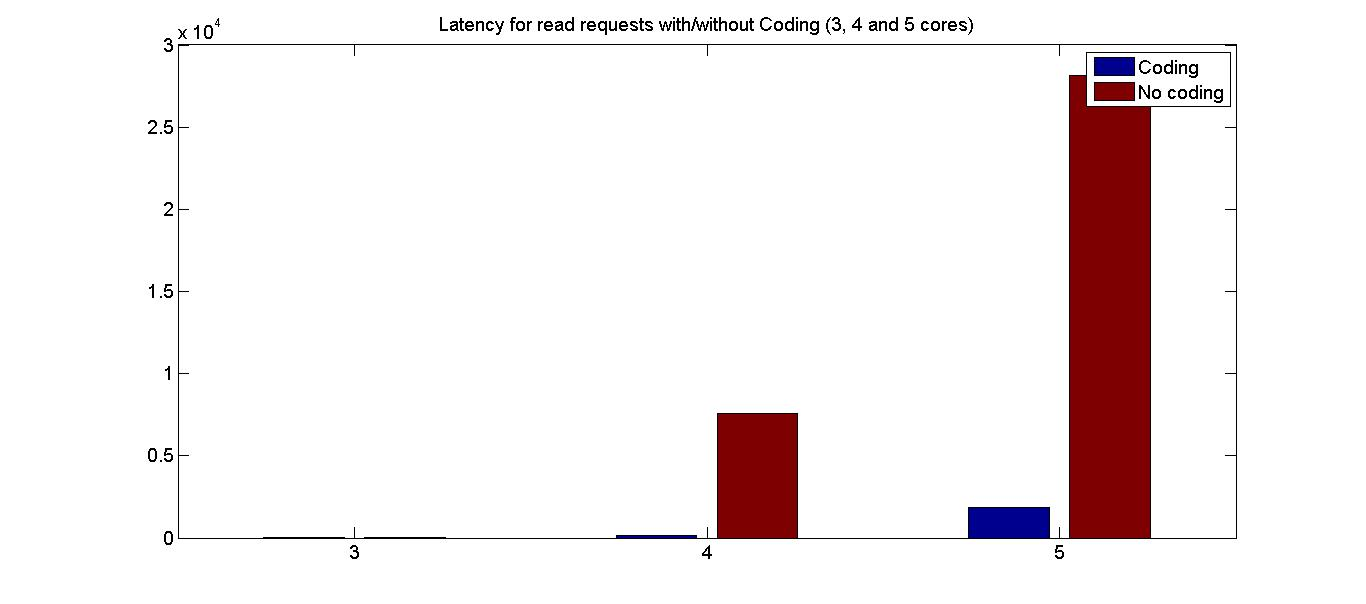 Latency for read requests with/without Coding (3, 4 and 5 cores)
x 10^4
3
2.5
2
1.5
1
0.5
0
3 4 5
Coding
No coding